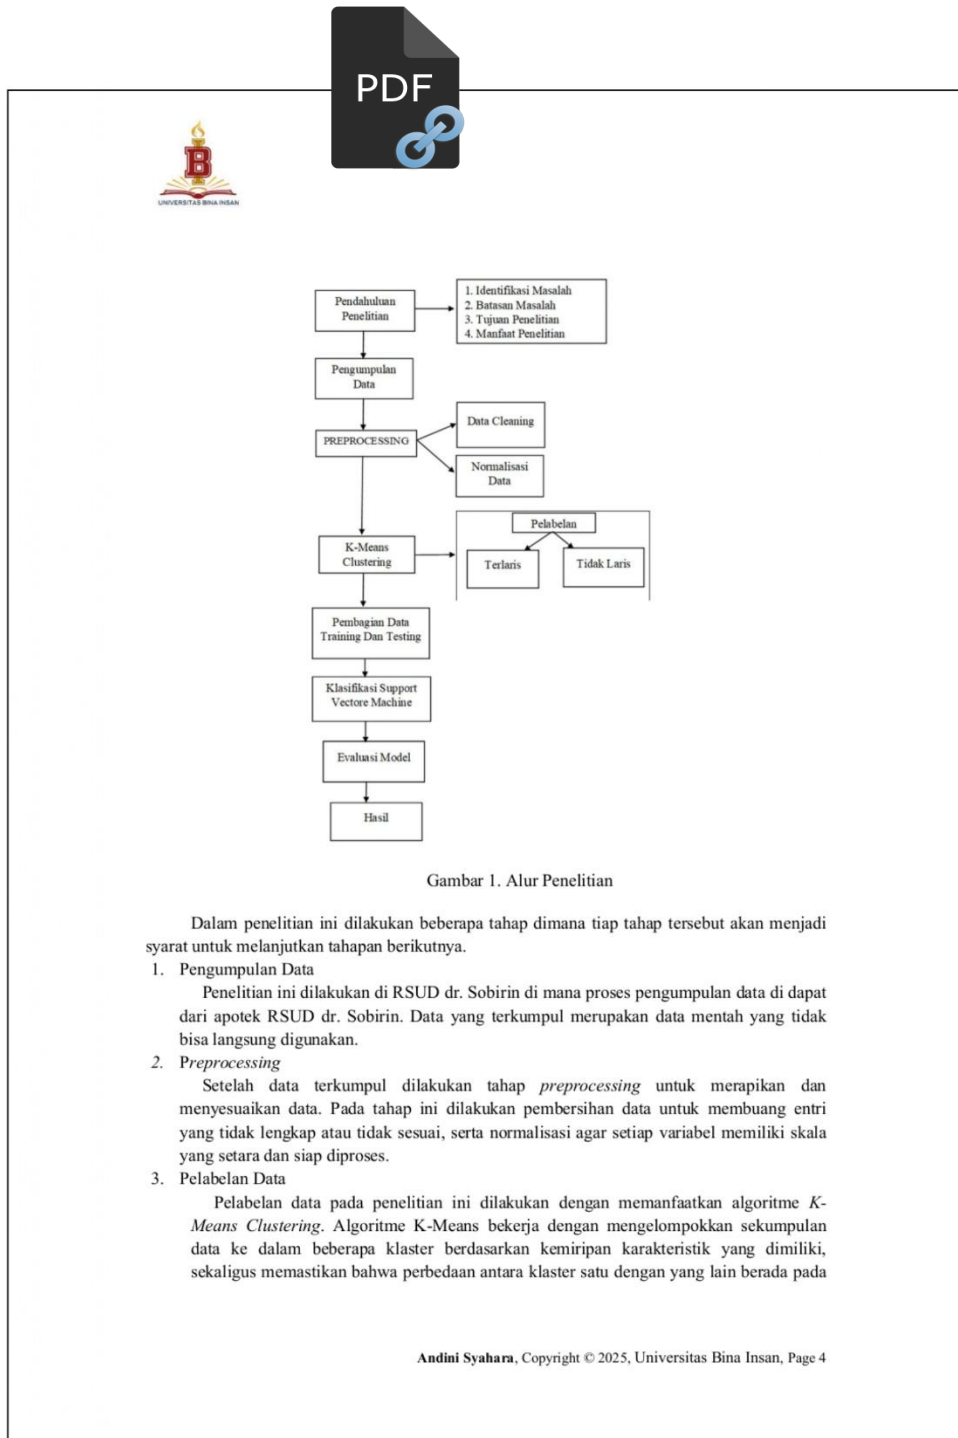 PDF
B
UNIVERSITAS BINA INSAN
Pendahuluan
Penelitian
1. Identifikasi Masalah
2. Batasan Masalah
3. Tujuan Penelitian
4. Manfaat Penelitian
Pengumpulan
Data
PREPROCESSING
Data Cleaning
Normalisasi
Data
K-Means
Clustering
Pelabelan
Terlaris
Tidak Laris
Pembagian Data
Training Dan Testing
Klasifikasi Support
Vectore Machine
Evaluasi Model
Hasil
Gambar 1. Alur Penelitian
Dalam penelitian ini dilakukan beberapa tahap dimana tiap tahap tersebut akan menjadi
syarat untuk melanjutkan tahapan berikutnya.
1. Pengumpulan Data
Penelitian ini dilakukan di RSUD dr. Sobirin di mana proses pengumpulan data di dapat
dari apotek RSUD dr. Sobirin. Data yang terkumpul merupakan data mentah yang tidak
bisa langsung digunakan.
2. Preprocessing
Setelah data terkumpul dilakukan tahap preprocessing untuk merapikan dan
menyesuaikan data. Pada tahap ini dilakukan pembersihan data untuk membuang entri
yang tidak lengkap atau tidak sesuai, serta normalisasi agar setiap variabel memiliki skala
yang setara dan siap diproses.
3. Pelabelan Data
Pelabelan data pada penelitian ini dilakukan dengan memanfaatkan algoritme K-
Means Clustering. Algoritme K-Means bekerja dengan mengelompokkan sekumpulan
data ke dalam beberapa klaster berdasarkan kemiripan karakteristik yang dimiliki,
sekaligus memastikan bahwa perbedaan antara klaster satu dengan yang lain berada pada
Andini Syahara, Copyright © 2025, Universitas Bina Insan, Page 4